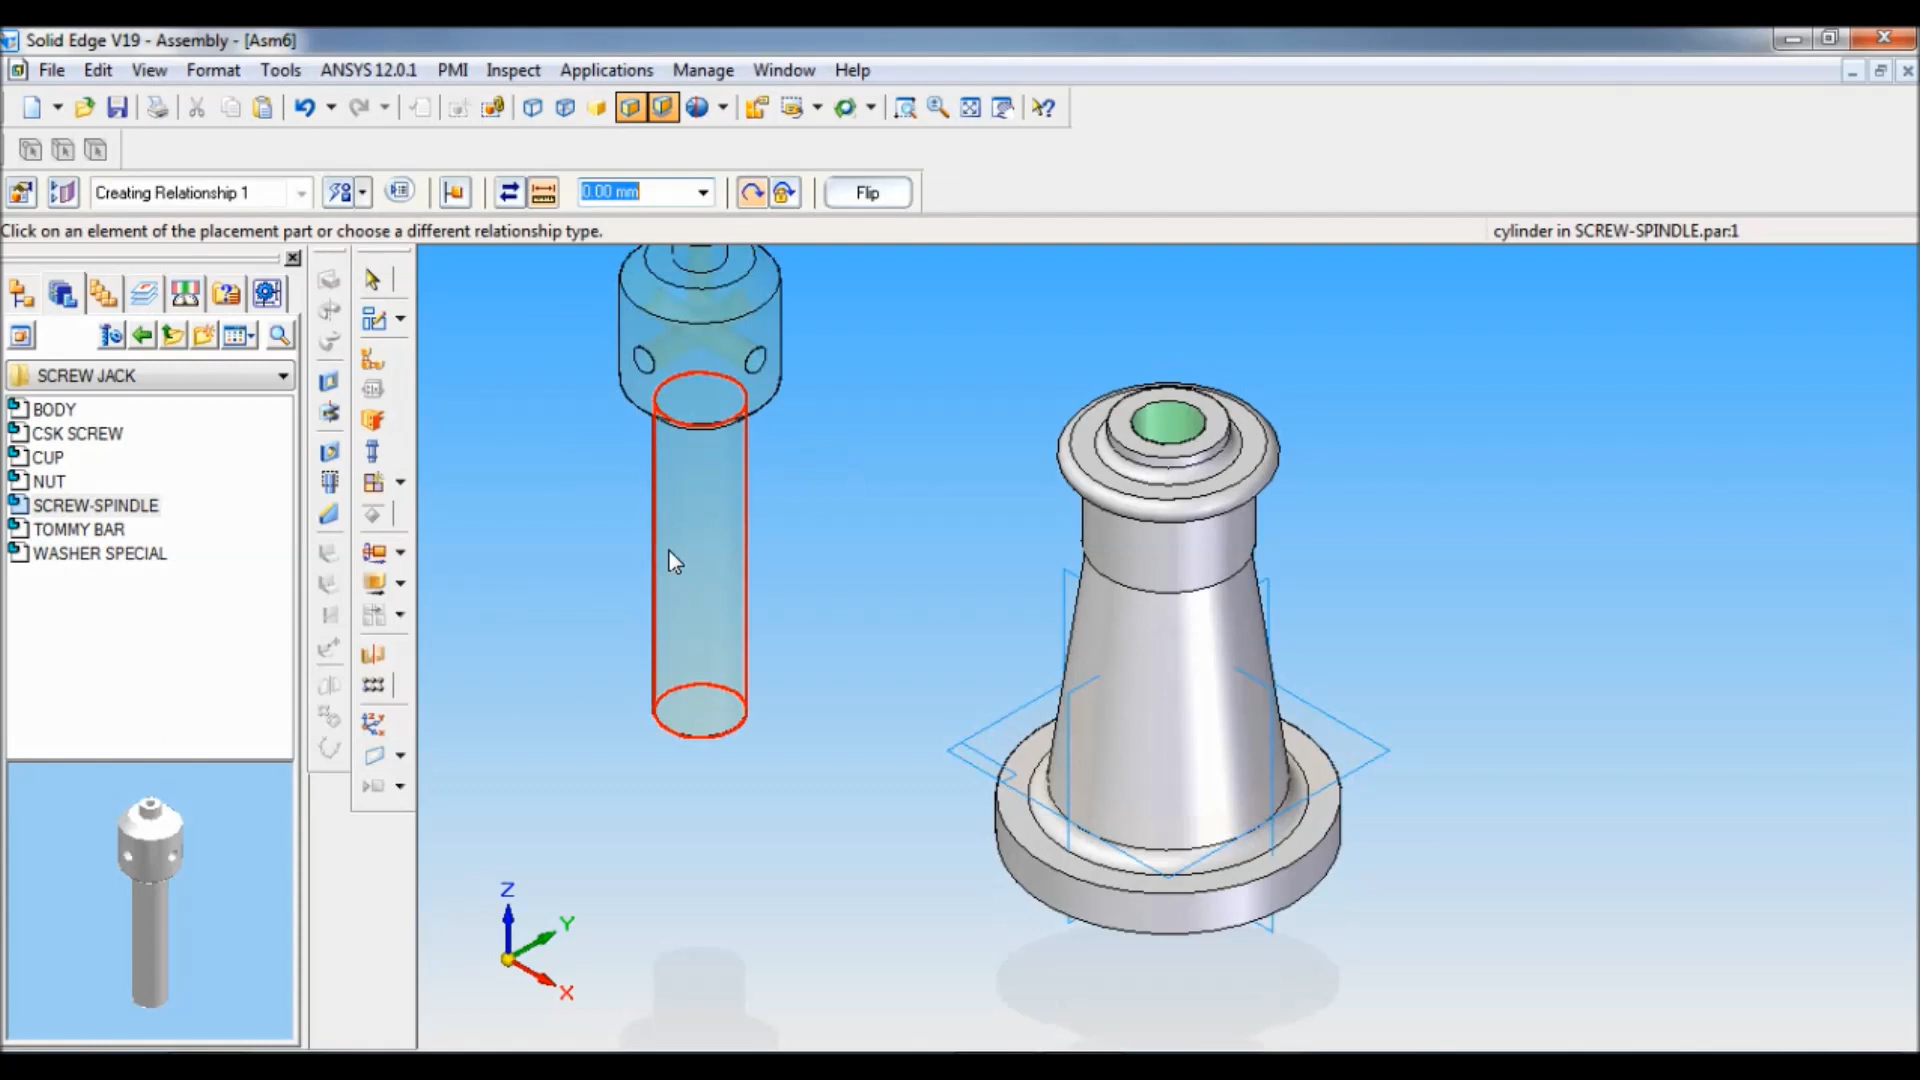 Solid Edge V19 - Assembly - [Asm6]
File Edit View Format Tools ANSYS 12.0.1 PMI Inspect Applications Manage Window Help
Creating Relationship 1 0.00 mm Flip
Click on an element of the placement part or choose a different relationship type. cylinder in SCREW-SPINDLE.par:1
SCREW JACK
BODY
CSK SCREW
CUP
NUT
SCREW-SPINDLE
TOMMY BAR
WASHER SPECIAL
Z
Y
X